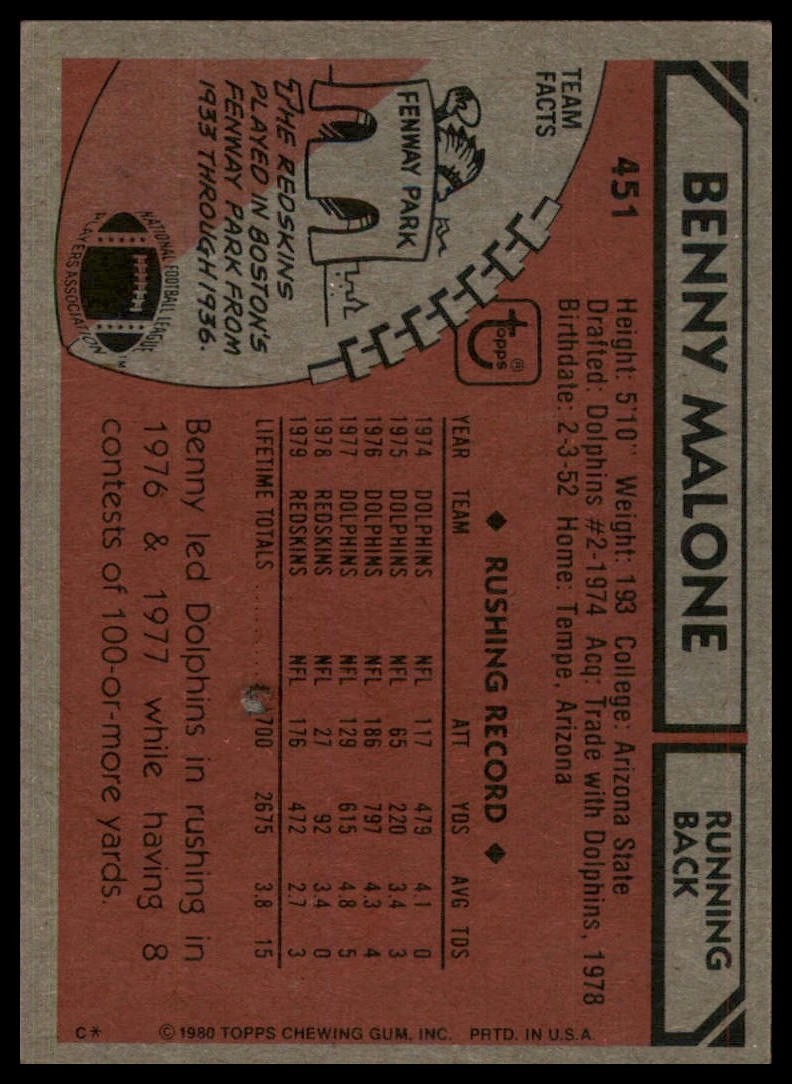 BENNY MALONE
RUNNING
BACK
451
Height: 5'10" Weight: 193 College: Arizona State
Drafted: Dolphins #2-1974 Acq: Trade with Dolphins, 1978
Birthdate: 2-3-52 Home: Tempe, Arizona
TEAM
FACTS
FENWAY PARK
THE REDSKINS
PLAYED IN BOSTON'S
FENWAY PARK FROM
1933 THROUGH 1936.
NATIONAL FOOTBALL LEAGUE
PLAYERS ASSOCIATION™
topps®
◆ RUSHING RECORD ◆
YEAR TEAM ATT YDS AVG TDS
1974 DOLPHINS NFL 117 479 4.1 0
1975 DOLPHINS NFL 65 220 3.4 3
1976 DOLPHINS NFL 186 797 4.3 4
1977 DOLPHINS NFL 129 615 4.8 5
1978 REDSKINS NFL 27 92 3.4 0
1979 REDSKINS NFL 176 472 2.7 3
LIFETIME TOTALS 700 2675 3.8 15
Benny led Dolphins in rushing in
1976 & 1977 while having 8
contests of 100-or-more yards.
C* © 1980 TOPPS CHEWING GUM, INC. PRTD. IN U.S.A.